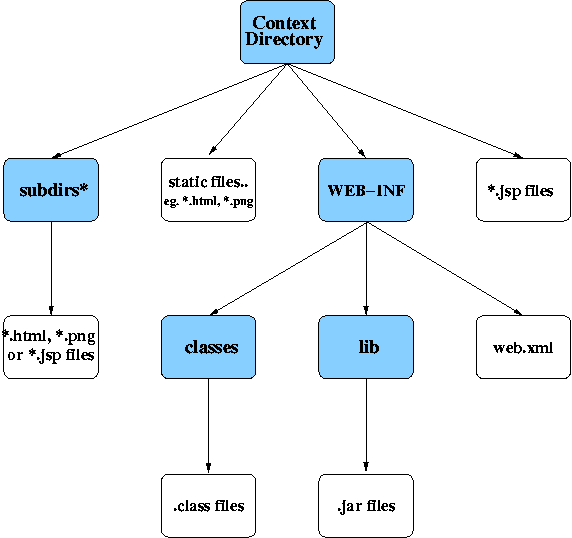 Context
Directory
subdirs*
static files..
eg. *.html, *.png
WEB–INF
*.jsp files
*.html, *.png
or *.jsp files
classes
lib
web.xml
.class files
.jar files